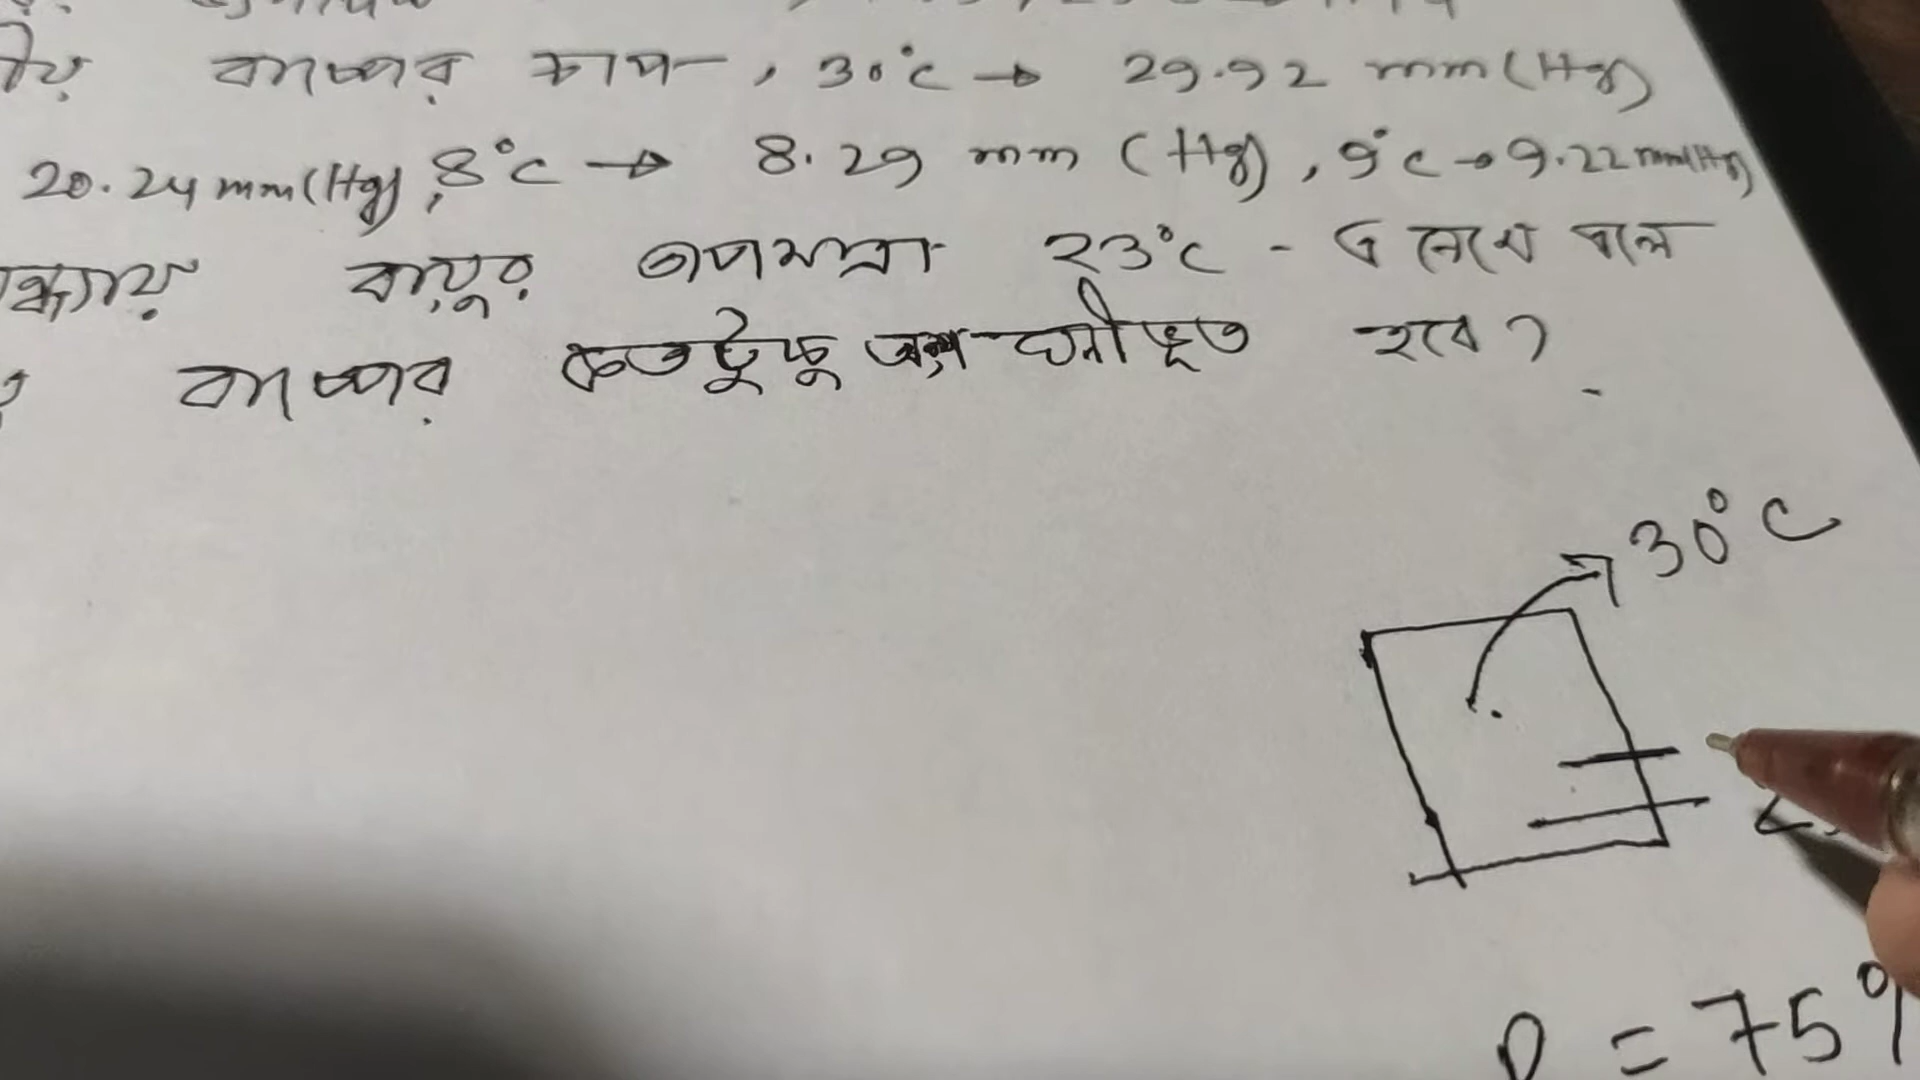 বাষ্পের চাপ, 30°C → 29.92 mm (Hg)
20.24 mm (Hg), 8°C → 8.29 mm (Hg), 9°C → 9.22 mm (Hg)
বায়ুর তাপমাত্রা 23°C - এ নেমে গেলে
বাষ্পের কতটুকু অংশ ঘনীভূত হবে?
30°C
= 75%